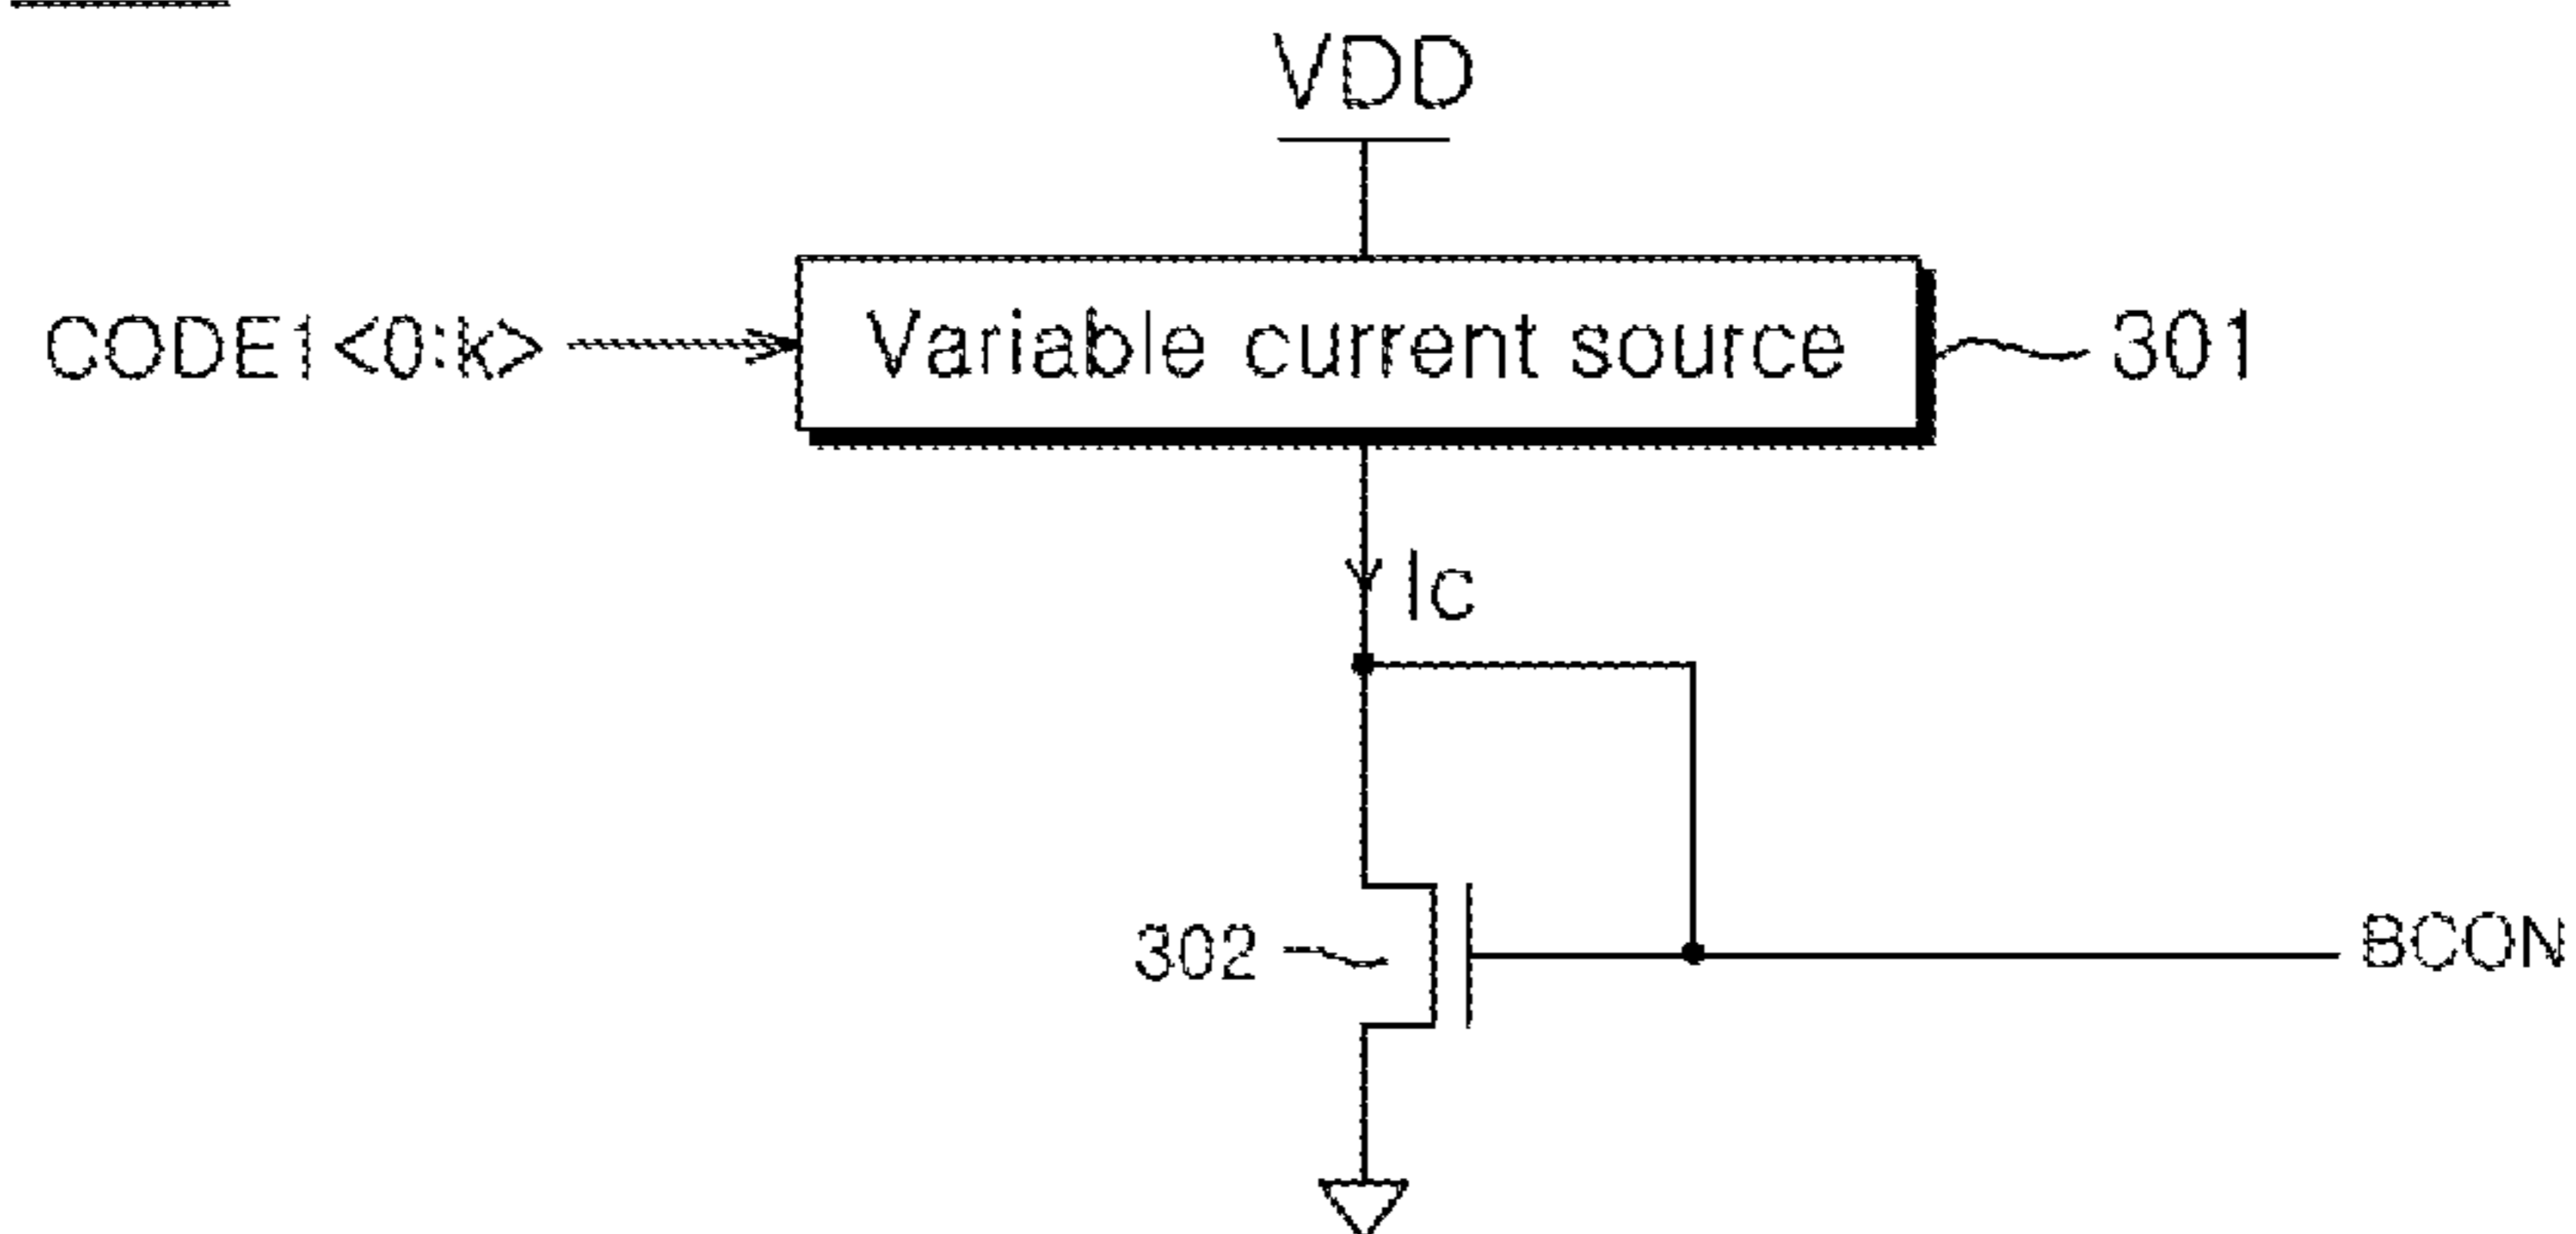 VDD
CODE1<0:k>
Variable current source
301
Ic
302
BCON